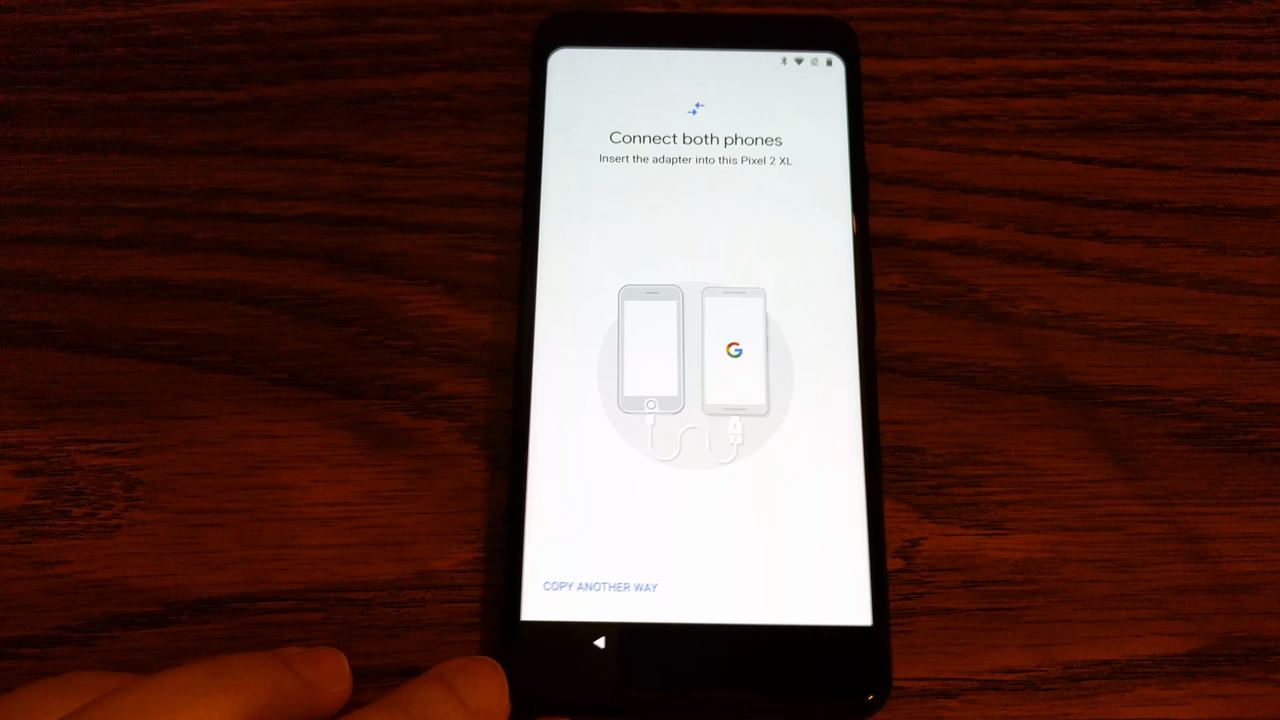 Connect both phones
Insert the adapter into this Pixel 2 XL
G
COPY ANOTHER WAY